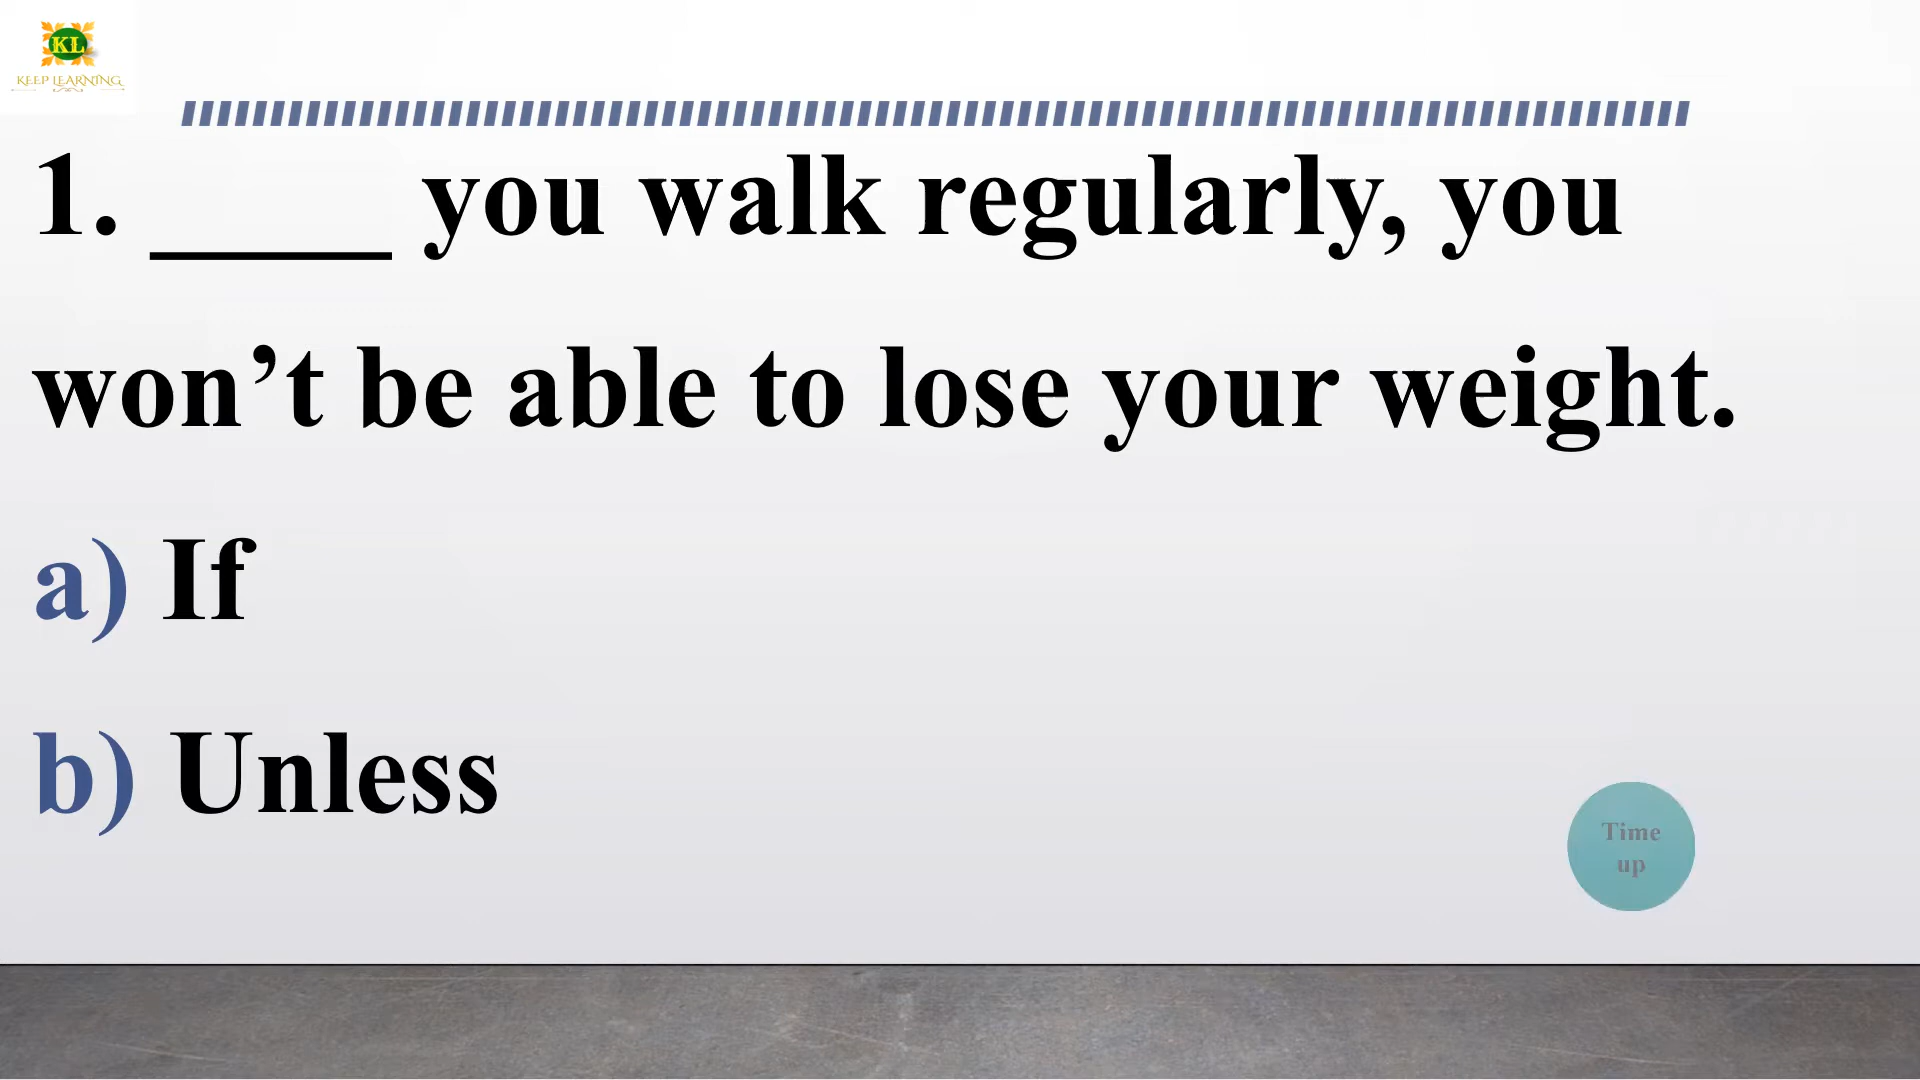 KL
KEEP LEARNING
1. ____ you walk regularly, you
won’t be able to lose your weight.
a) If
b) Unless
Time
up